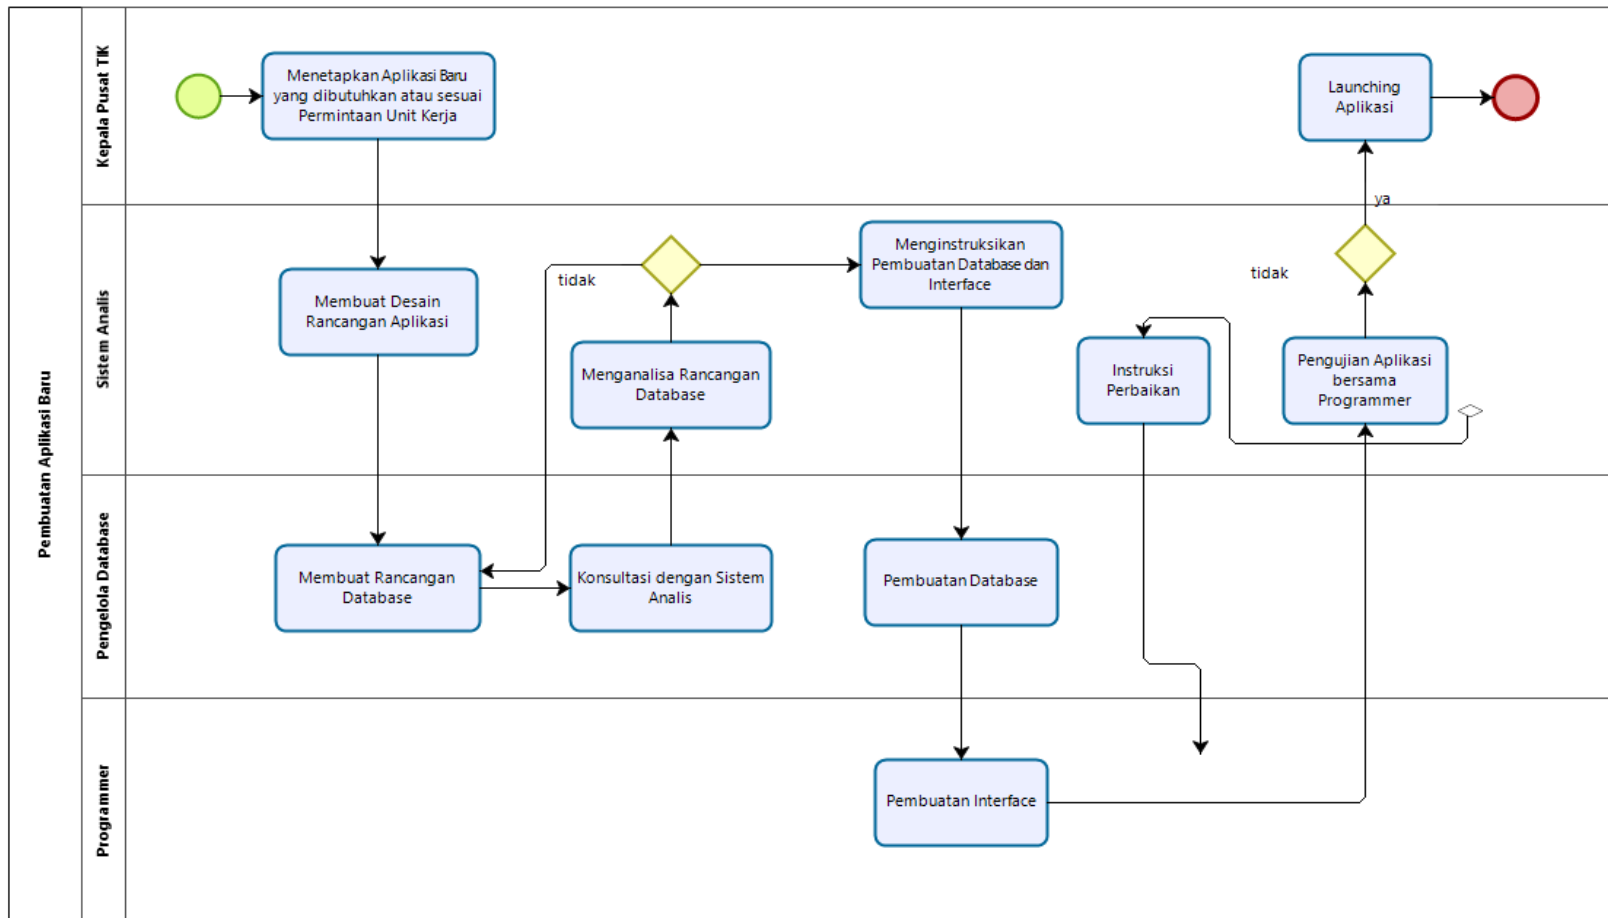 Pembuatan Aplikasi Baru
Kepala Pusat TIK
Menetapkan Aplikasi Baru
yang dibutuhkan atau sesuai
Permintaan Unit Kerja
Launching
Aplikasi
ya
Sistem Analis
Membuat Desain
Rancangan Aplikasi
tidak
Menganalisa Rancangan
Database
Menginstruksikan
Pembuatan Database dan
Interface
tidak
Instruksi
Perbaikan
Pengujian Aplikasi
bersama
Programmer
Pengelola Database
Membuat Rancangan
Database
Konsultasi dengan Sistem
Analis
Pembuatan Database
Programmer
Pembuatan Interface